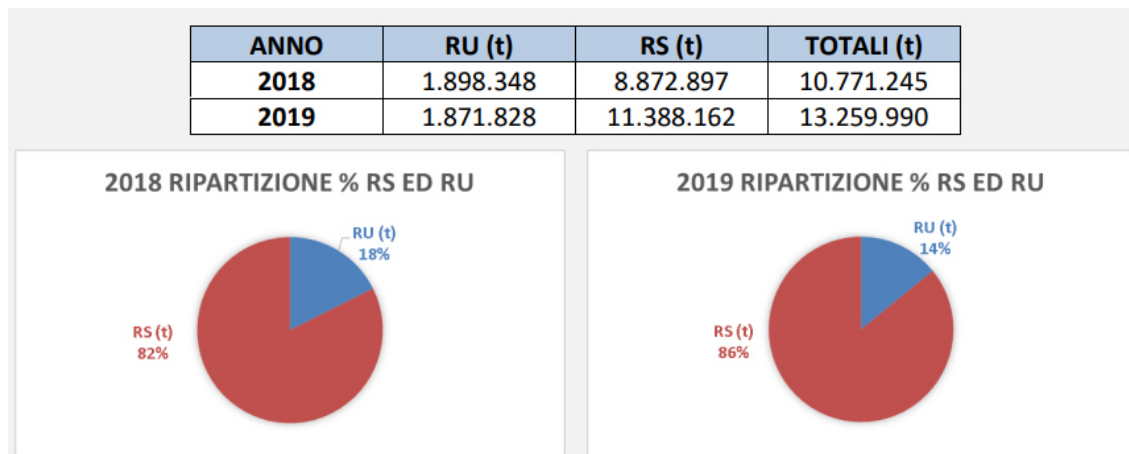 ANNO RU (t) RS (t) TOTALI (t)
2018 1.898.348 8.872.897 10.771.245
2019 1.871.828 11.388.162 13.259.990
2018 RIPARTIZIONE % RS ED RU
RU (t)
18%
RS (t)
82%
2019 RIPARTIZIONE % RS ED RU
RU (t)
14%
RS (t)
86%